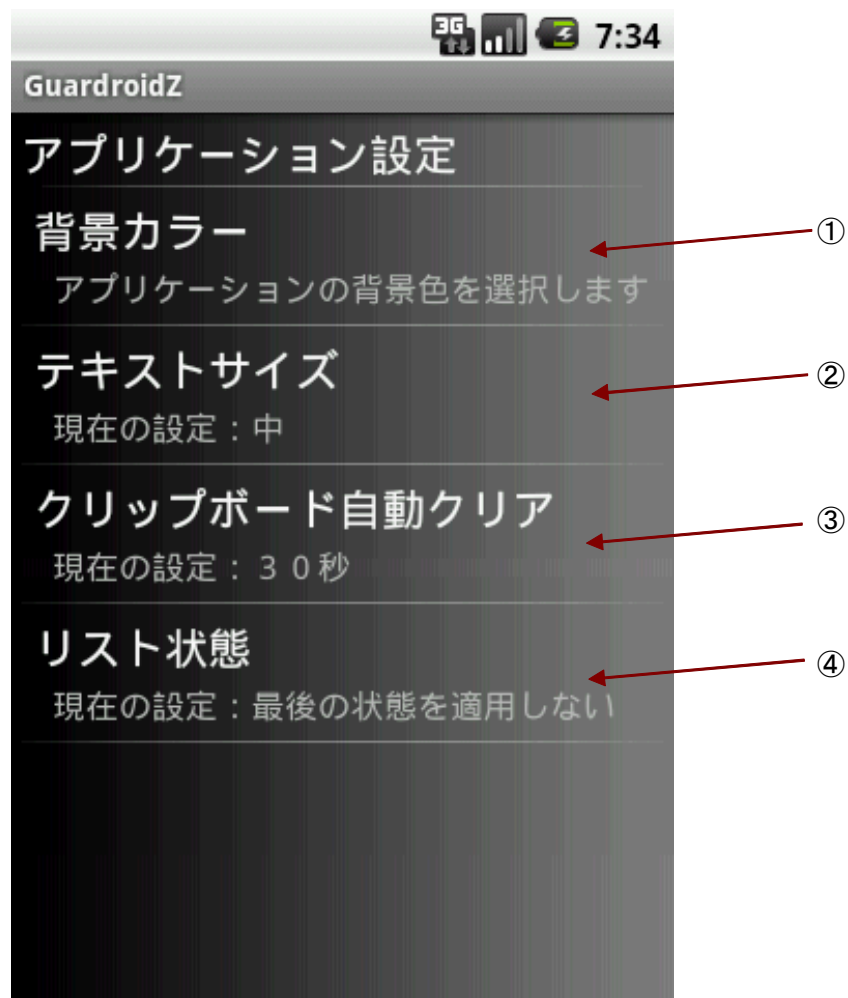 3G 7:34
GuardroidZ
アプリケーション設定
背景カラー
①
アプリケーションの背景色を選択します
テキストサイズ
②
現在の設定：中
クリップボード自動クリア
③
現在の設定：３０秒
リスト状態
④
現在の設定：最後の状態を適用しない